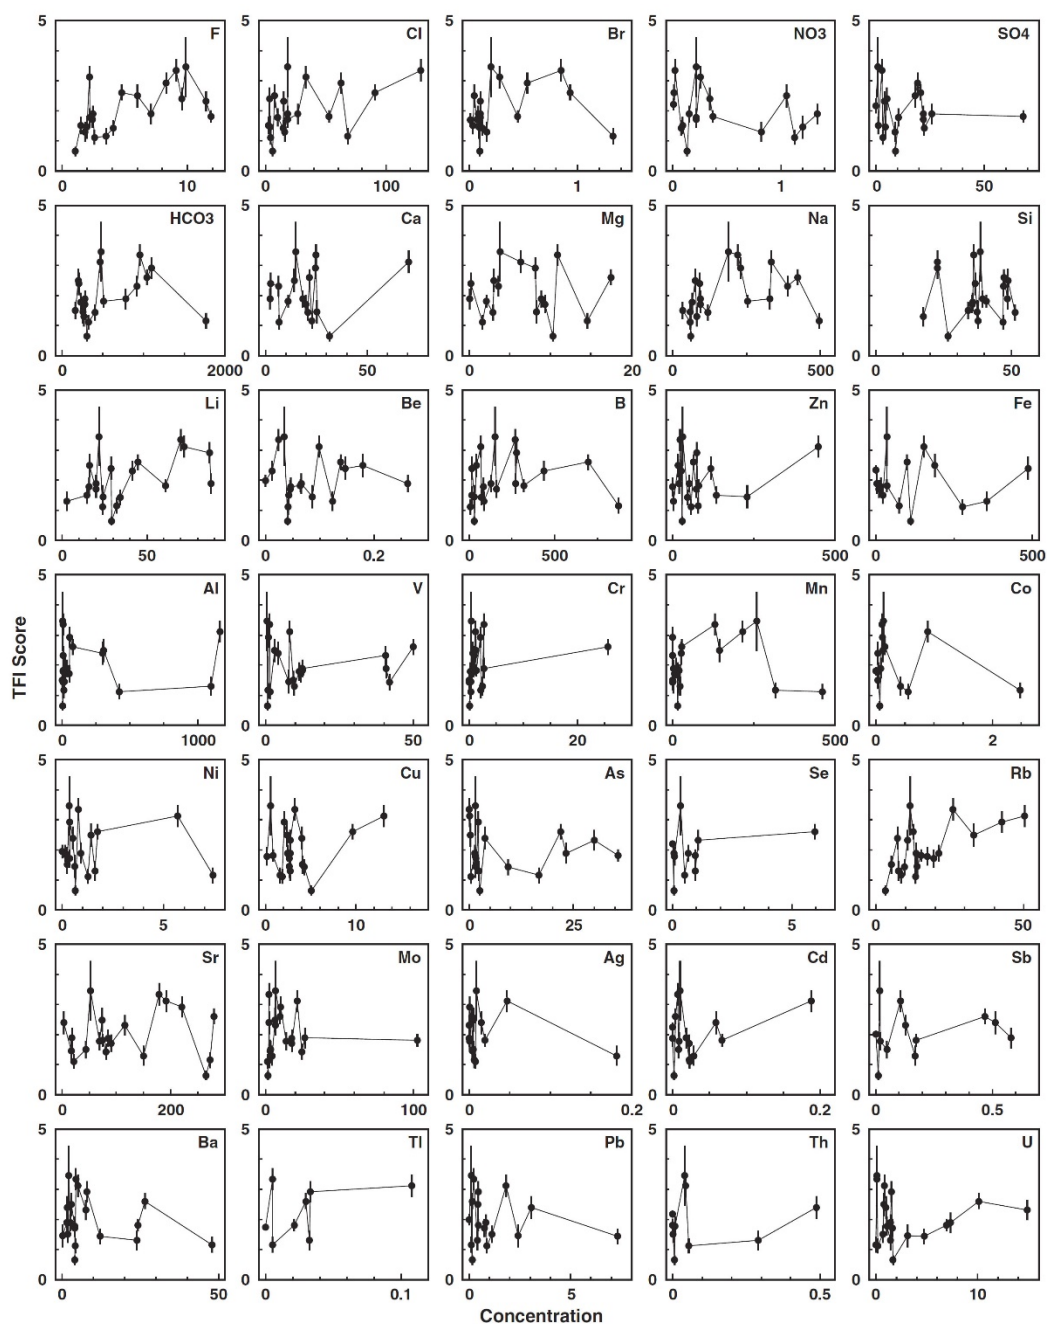 5 F 5 Cl 5 Br 5 NO3 5 SO4
0 0 0 0 0
0 10 0 100 0 1 0 1 0 50
5 HCO3 5 Ca 5 Mg 5 Na 5 Si
0 0 0 0 0
0 2000 0 50 0 20 0 500 0 50
5 Li 5 Be 5 B 5 Zn 5 Fe
0 0 0 0 0
0 50 0 0.2 0 500 0 500 0 500
5 Al 5 V 5 Cr 5 Mn 5 Co
TFI Score
0 0 0 0 0
0 1000 0 50 0 20 0 500 0 2
5 Ni 5 Cu 5 As 5 Se 5 Rb
0 0 0 0 0
0 5 0 10 0 25 0 5 0 50
5 Sr 5 Mo 5 Ag 5 Cd 5 Sb
0 0 0 0 0
0 200 0 100 0 0.2 0 0.2 0 0.5
5 Ba 5 Tl 5 Pb 5 Th 5 U
0 0 0 0 0
0 50 0 0.1 0 5 0 0.5 0 10
Concentration